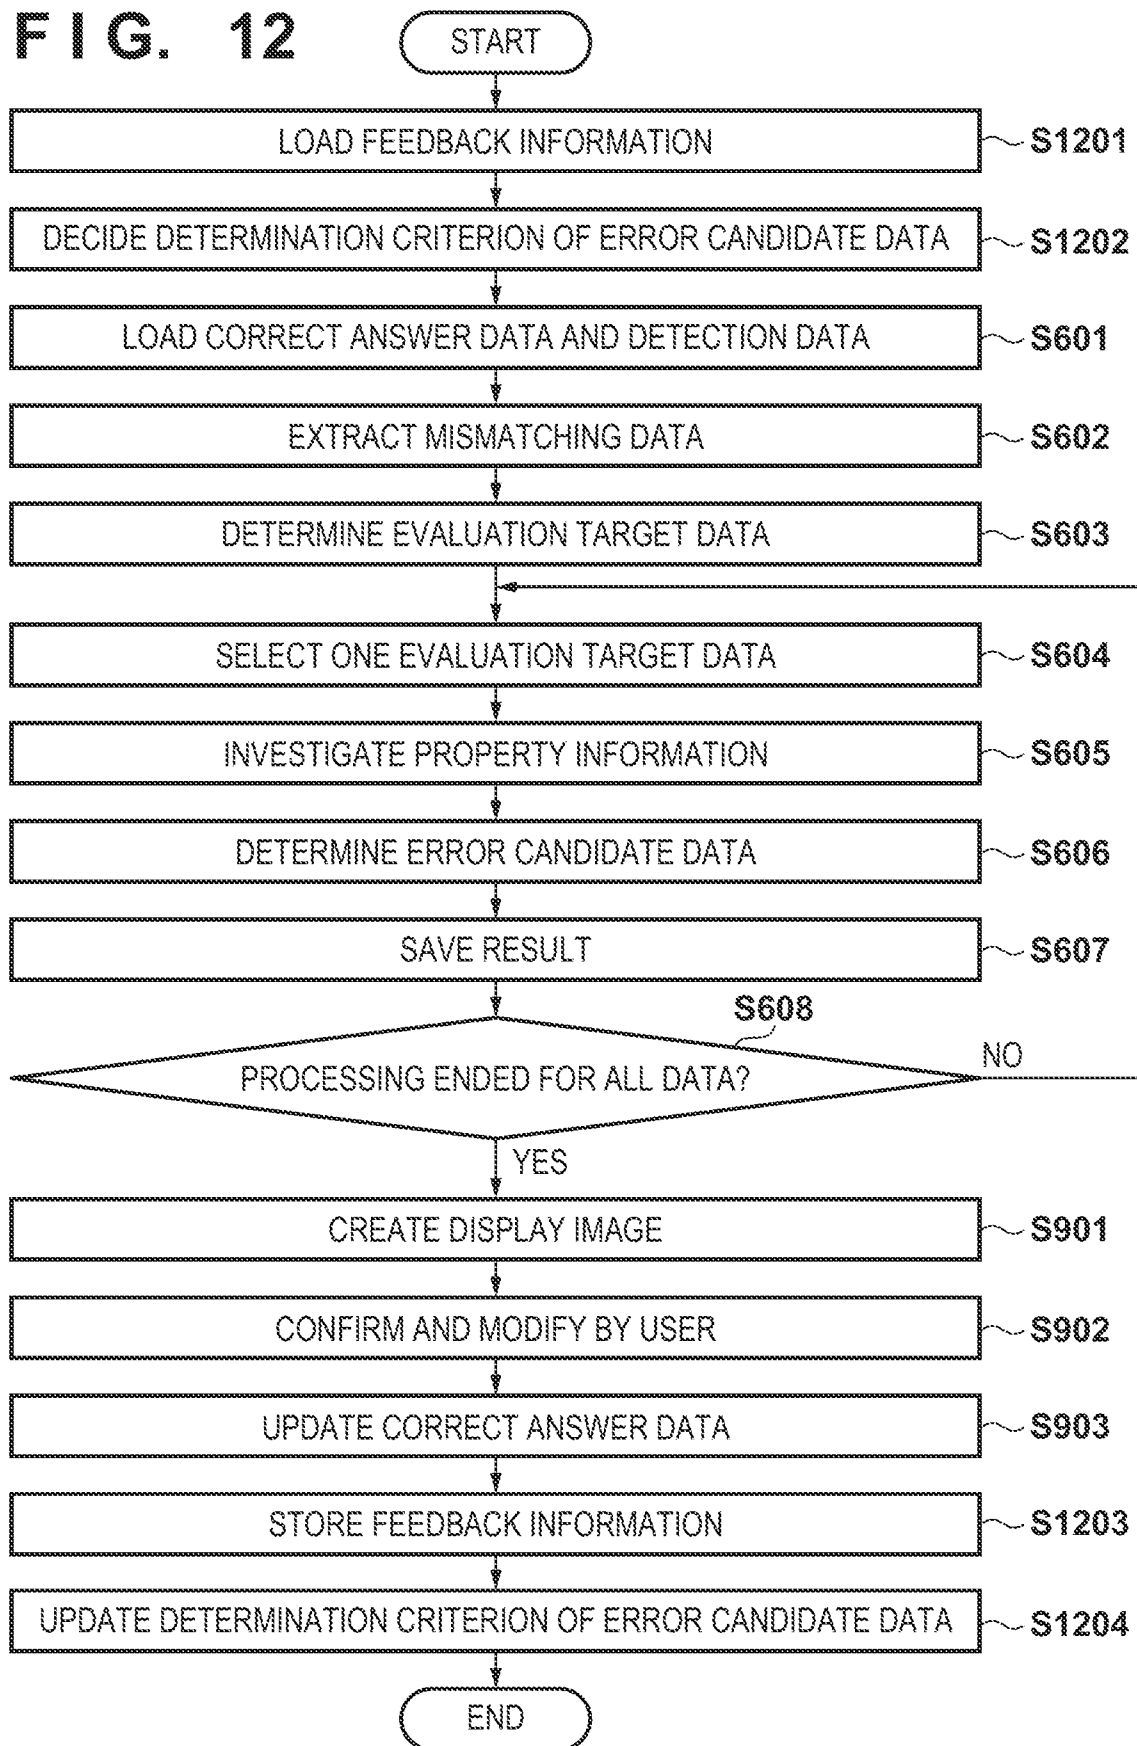 FIG. 12
START
LOAD FEEDBACK INFORMATION
S1201
DECIDE DETERMINATION CRITERION OF ERROR CANDIDATE DATA
S1202
LOAD CORRECT ANSWER DATA AND DETECTION DATA
S601
EXTRACT MISMATCHING DATA
S602
DETERMINE EVALUATION TARGET DATA
S603
SELECT ONE EVALUATION TARGET DATA
S604
INVESTIGATE PROPERTY INFORMATION
S605
DETERMINE ERROR CANDIDATE DATA
S606
SAVE RESULT
S607
S608
PROCESSING ENDED FOR ALL DATA?
NO
YES
CREATE DISPLAY IMAGE
S901
CONFIRM AND MODIFY BY USER
S902
UPDATE CORRECT ANSWER DATA
S903
STORE FEEDBACK INFORMATION
S1203
UPDATE DETERMINATION CRITERION OF ERROR CANDIDATE DATA
S1204
END